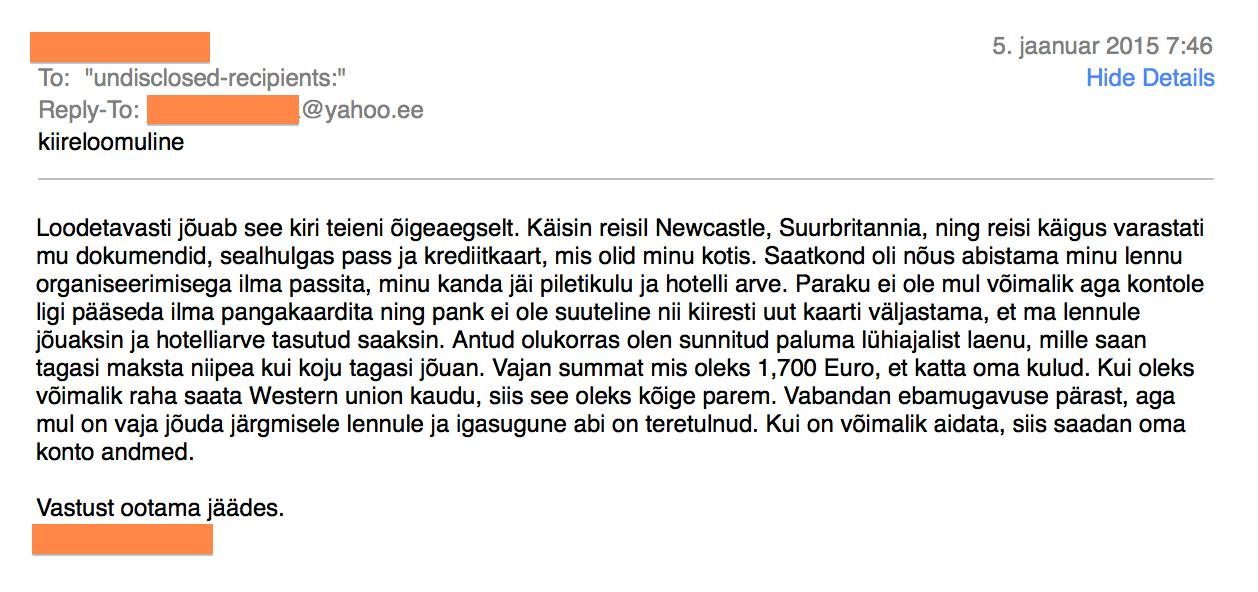 5. jaanuar 2015 7:46
To: "undisclosed-recipients:"
Hide Details
Reply-To: @yahoo.ee
kiireloomuline
Loodetavasti jõuab see kiri teieni õigeaegselt. Käisin reisil Newcastle, Suurbritannia, ning reisi käigus varastati
mu dokumendid, sealhulgas pass ja krediitkaart, mis olid minu kotis. Saatkond oli nõus abistama minu lennu
organiseerimisega ilma passita, minu kanda jäi piletikulu ja hotelli arve. Paraku ei ole mul võimalik aga kontole
ligi pääseda ilma pangakaardita ning pank ei ole suuteline nii kiiresti uut kaarti väljastama, et ma lennule
jõuaksin ja hotelliarve tasutud saaksin. Antud olukorras olen sunnitud paluma lühiajalist laenu, mille saan
tagasi maksta niipea kui koju tagasi jõuan. Vajan summat mis oleks 1,700 Euro, et katta oma kulud. Kui oleks
võimalik raha saata Western union kaudu, siis see oleks kõige parem. Vabandan ebamugavuse pärast, aga
mul on vaja jõuda järgmisele lennule ja igasugune abi on teretulnud. Kui on võimalik aidata, siis saadan oma
konto andmed.
Vastust ootama jäädes.